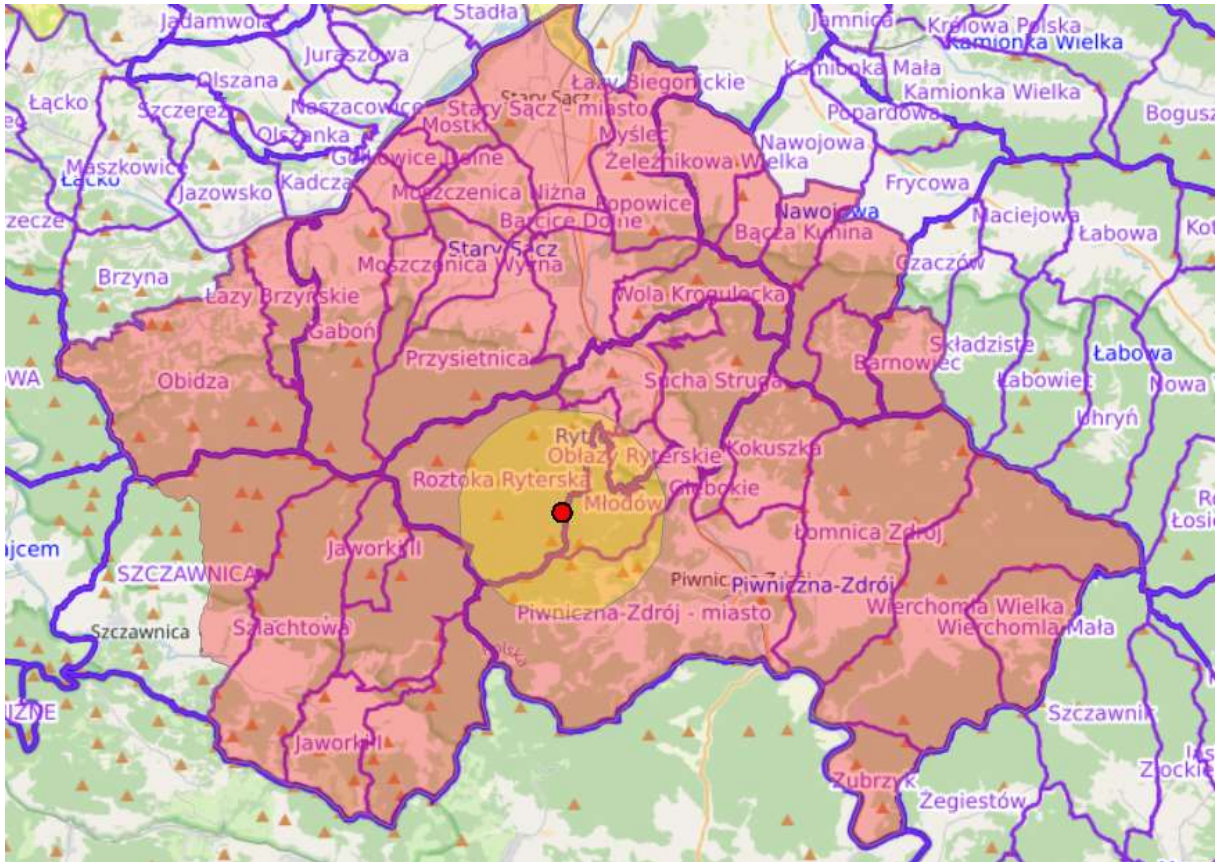 Stadła
Jadamwola
Jamnica
Królowa Polska
Kamionka Wielka
Juraszowa
Olszana
Kamionka Mała
Łazy Biegonickie
Kamionka Wielka
Łącko
Szczereż
Naszacowice
Stary Sącz
Stary Sącz - miasto
Popardowa
Mostki
Olszanka
Myślec
Nawojowa
Maszkowice
Łącko
Gołkowice Dolne
Żeleźnikowa Wielka
Kadcza
Jazowsko
Frycowa
Moszczenica Niżna
Popowice
Barcice Dolne
Nawojowa
Maciejowa
Łabowa
Bącza Kunina
Stary Sącz
Moszczenica Wyżna
Czaczów
Brzyna
Łazy Brzyńskie
Wola Krogulecka
Gaboń
Składziste
Łabowa
Przysietnica
Barnowiec
Obidza
Sucha Struga
Łabowiec
Uhryń
Kokuszka
Obłazy Ryterskie
Roztoka Ryterska
Głębokie
Młodów
Łomnica Zdrój
Jaworki II
SZCZAWNICA
Piwniczna-Zdrój
Wierchomla Wielka
Piwniczna-Zdrój - miasto
Szczawnica
Szlachtowa
Wierchomla Mała
Szczawnik
Jaworki I
Zubrzyk
Żegiestów